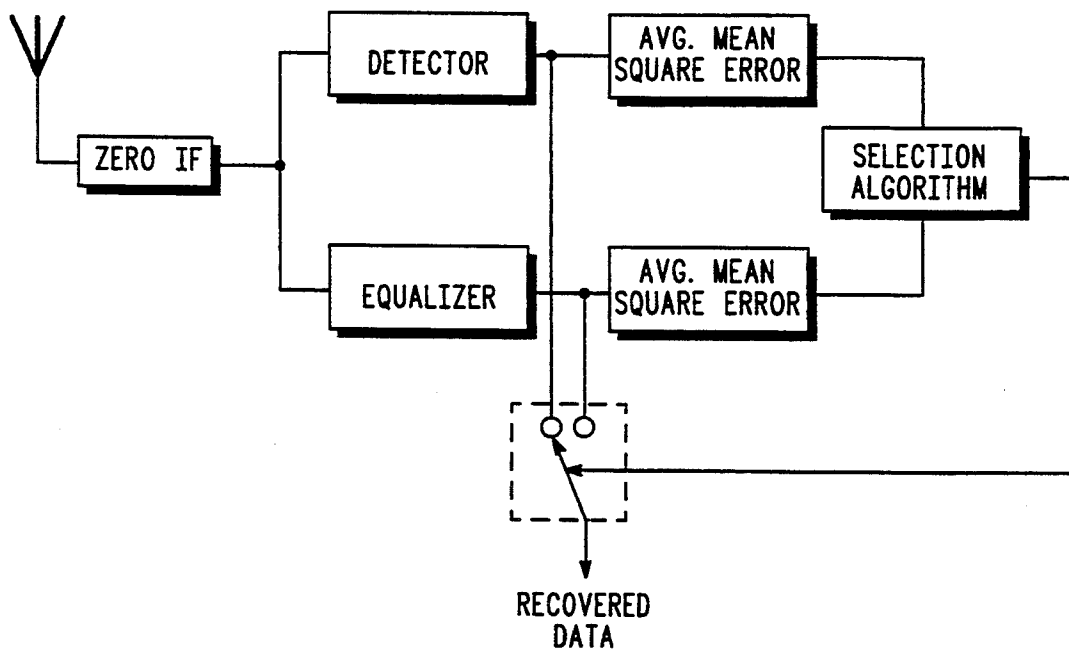 DETECTOR
AVG. MEAN
SQUARE ERROR
ZERO IF
SELECTION
ALGORITHM
EQUALIZER
AVG. MEAN
SQUARE ERROR
RECOVERED
DATA